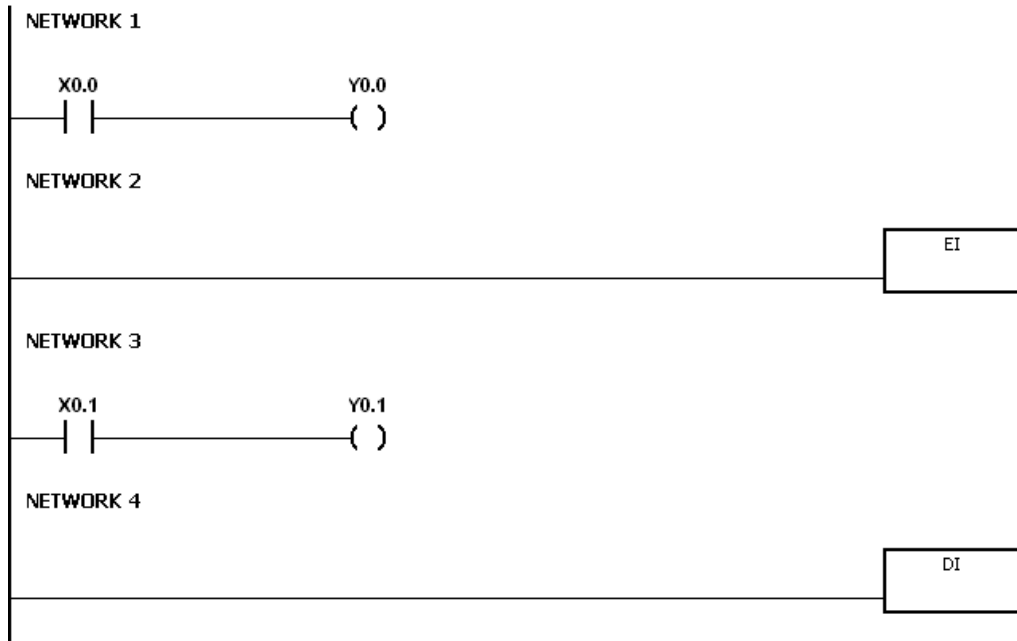 NETWORK 1
X0.0 Y0.0
NETWORK 2
EI
NETWORK 3
X0.1 Y0.1
NETWORK 4
DI